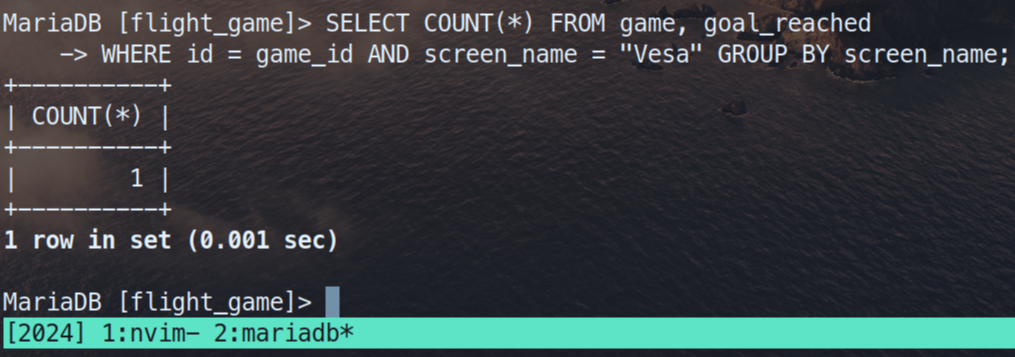 MariaDB [flight_game]> SELECT COUNT(*) FROM game, goal_reached
    -> WHERE id = game_id AND screen_name = "Vesa" GROUP BY screen_name;
+----------+
| COUNT(*) |
+----------+
|        1 |
+----------+
1 row in set (0.001 sec)
MariaDB [flight_game]>
[2024] 1:nvim- 2:mariadb*